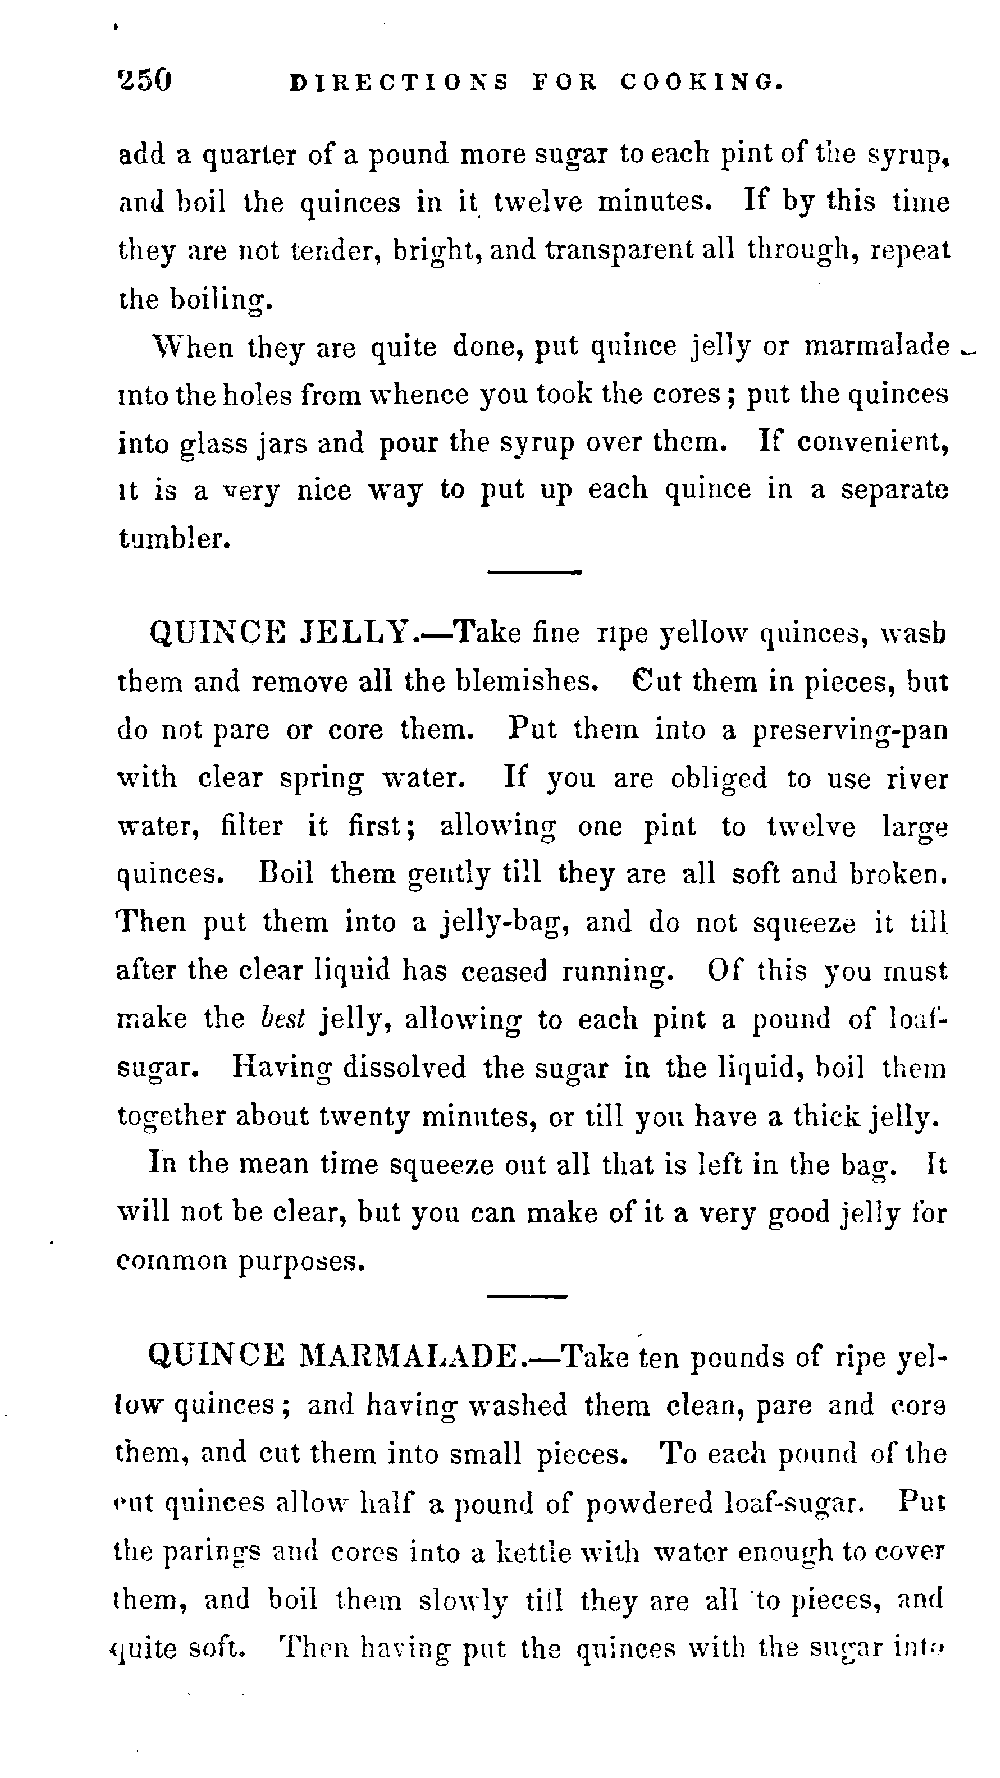 250 DIRECTIONS FOR COOKING.
add a quarter of a pound more sugar to each pint of the syrup,
and boil the quinces in it twelve minutes. If by this time
they are not tender, bright, and transparent all through, repeat
the boiling.
When they are quite done, put quince jelly or marmalade
into the holes from whence you took the cores; put the quinces
into glass jars and pour the syrup over them. If convenient,
it is a very nice way to put up each quince in a separate
tumbler.
QUINCE JELLY.—Take fine ripe yellow quinces, wash
them and remove all the blemishes. Cut them in pieces, but
do not pare or core them. Put them into a preserving-pan
with clear spring water. If you are obliged to use river
water, filter it first; allowing one pint to twelve large
quinces. Boil them gently till they are all soft and broken.
Then put them into a jelly-bag, and do not squeeze it till
after the clear liquid has ceased running. Of this you must
make the best jelly, allowing to each pint a pound of loaf-
sugar. Having dissolved the sugar in the liquid, boil them
together about twenty minutes, or till you have a thick jelly.
In the mean time squeeze out all that is left in the bag. It
will not be clear, but you can make of it a very good jelly for
common purposes.
QUINCE MARMALADE.—Take ten pounds of ripe yel-
low quinces; and having washed them clean, pare and core
them, and cut them into small pieces. To each pound of the
cut quinces allow half a pound of powdered loaf-sugar. Put
the parings and cores into a kettle with water enough to cover
them, and boil them slowly till they are all to pieces, and
quite soft. Then having put the quinces with the sugar into